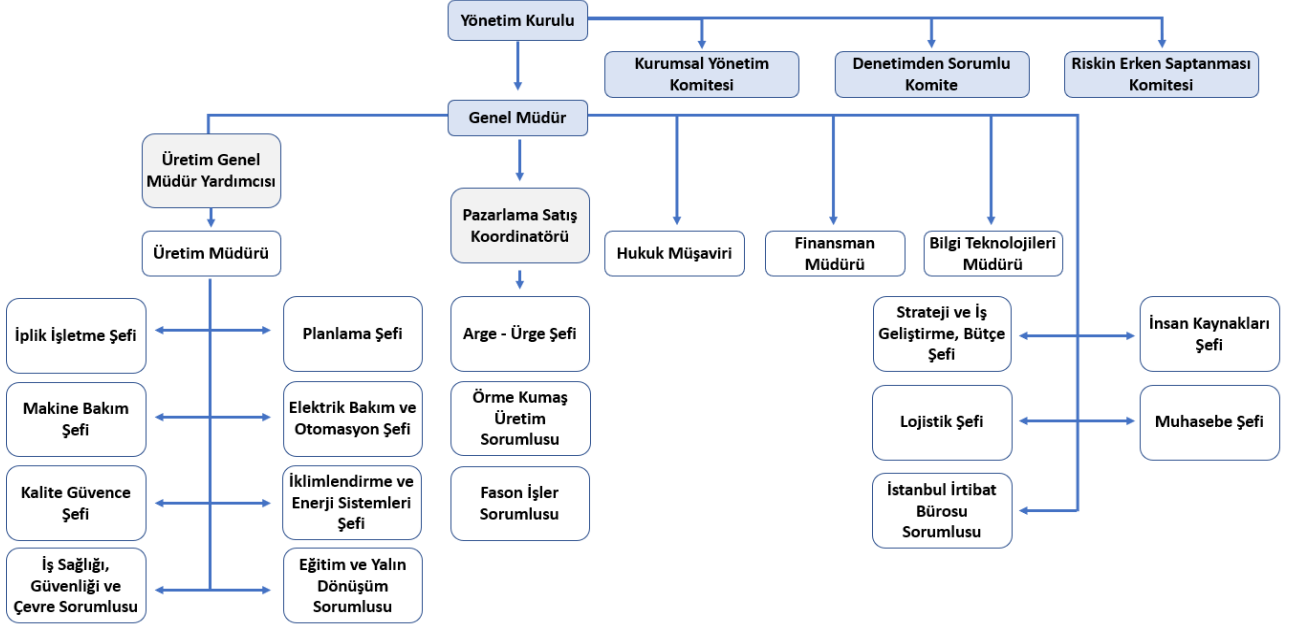 Yönetim Kurulu
Kurumsal Yönetim
Komitesi
Denetimden Sorumlu
Komite
Riskin Erken Saptanması
Komitesi
Genel Müdür
Üretim Genel
Müdür Yardımcısı
Pazarlama Satış
Koordinatörü
Üretim Müdürü
Hukuk Müşaviri
Finansman
Müdürü
Bilgi Teknolojileri
Müdürü
İplik İşletme Şefi
Planlama Şefi
Arge - Ürge Şefi
Strateji ve İş
Geliştirme, Bütçe
Şefi
İnsan Kaynakları
Şefi
Makine Bakım
Şefi
Elektrik Bakım ve
Otomasyon Şefi
Örme Kumaş
Üretim
Sorumlusu
Lojistik Şefi
Muhasebe Şefi
Kalite Güvence
Şefi
İklimlendirme ve
Enerji Sistemleri
Şefi
Fason İşler
Sorumlusu
İstanbul İrtibat
Bürosu
Sorumlusu
İş Sağlığı,
Güvenliği ve
Çevre Sorumlusu
Eğitim ve Yalın
Dönüşüm
Sorumlusu